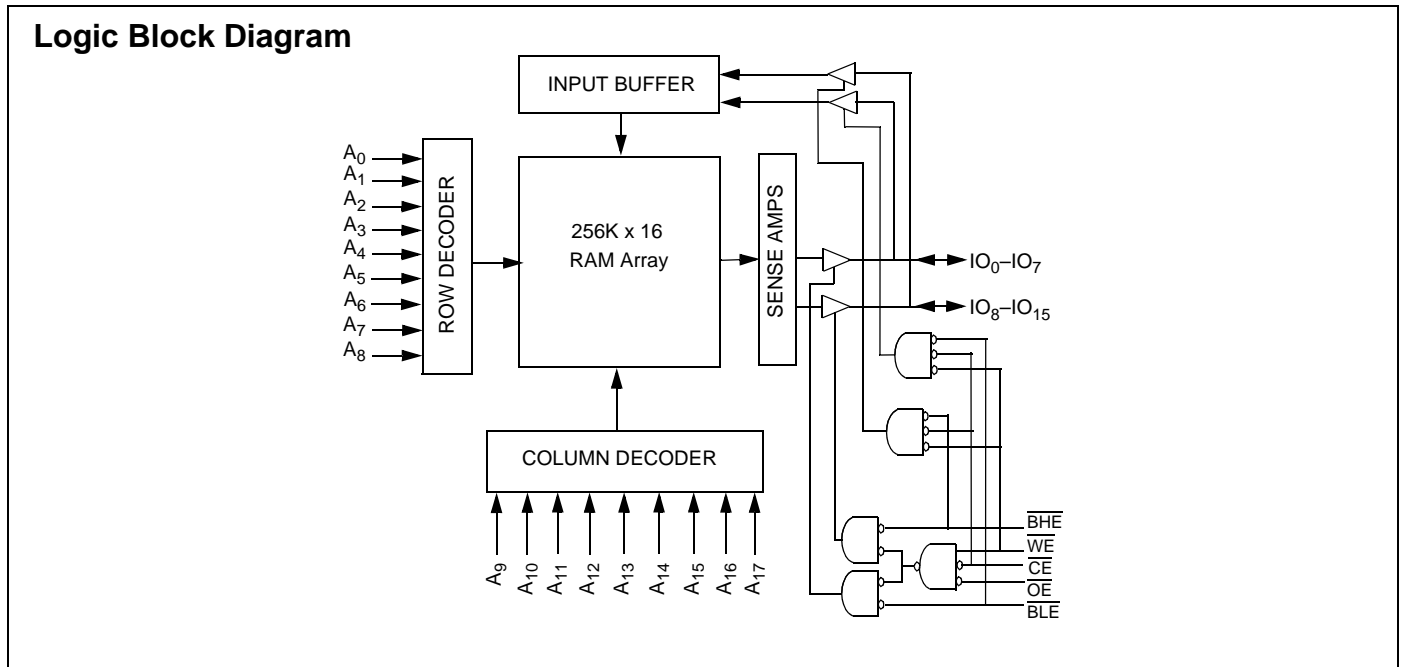 Logic Block Diagram
INPUT BUFFER
A0
A1
A2
A3
A4
A5
A6
A7
A8
ROW DECODER
256K x 16
RAM Array
SENSE AMPS
IO0–IO7
IO8–IO15
COLUMN DECODER
A9
A10
A11
A12
A13
A14
A15
A16
A17
BHE
WE
CE
OE
BLE